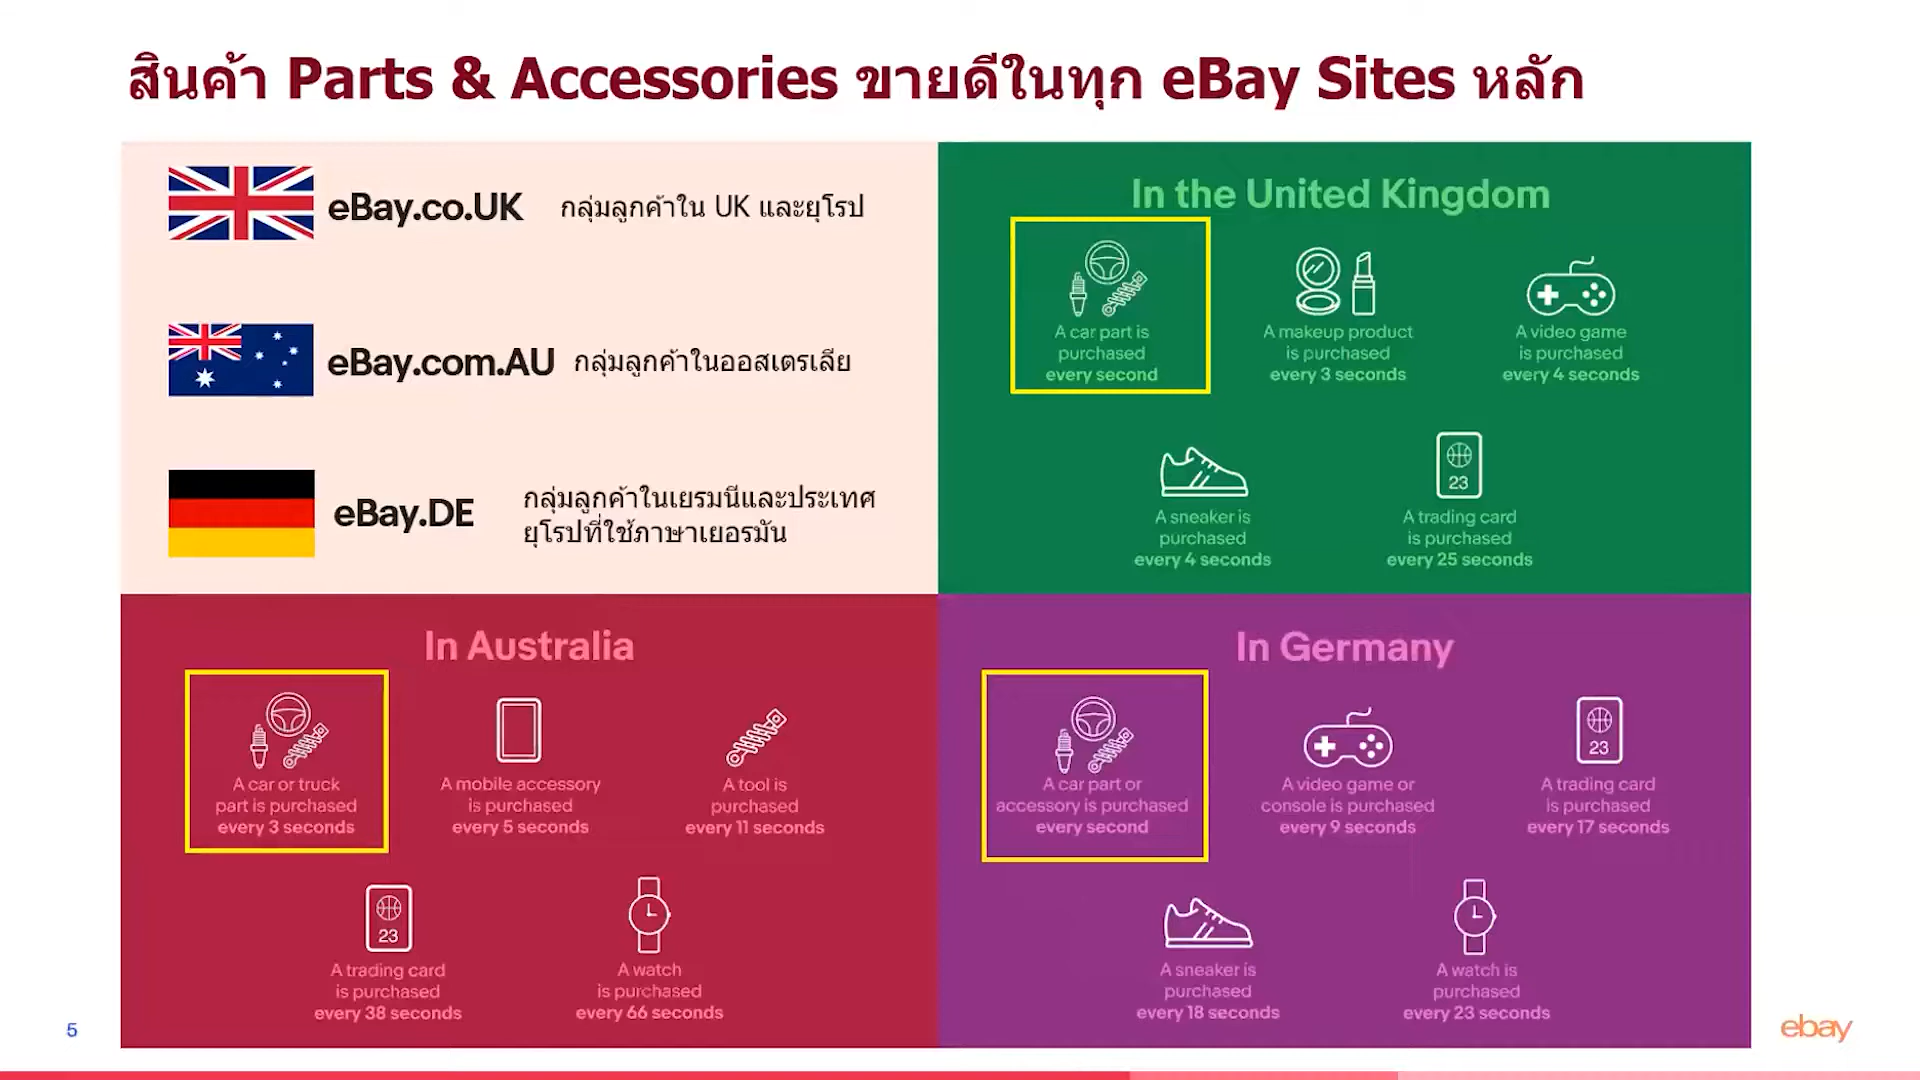 สินค้า Parts & Accessories ขายดีในทุก eBay Sites หลัก
eBay.co.UK กลุ่มลูกค้าใน UK และยุโรป
eBay.com.AU กลุ่มลูกค้าในออสเตรเลีย
eBay.DE กลุ่มลูกค้าในเยรมนีและประเทศ
ยุโรปที่ใช้ภาษาเยอรมัน
In the United Kingdom
A car part is
purchased
every second
A makeup product
is purchased
every 3 seconds
A video game
is purchased
every 4 seconds
A sneaker is
purchased
every 4 seconds
23
A trading card
is purchased
every 25 seconds
In Australia
A car or truck
part is purchased
every 3 seconds
A mobile accessory
is purchased
every 5 seconds
A tool is
purchased
every 11 seconds
23
A trading card
is purchased
every 38 seconds
A watch
is purchased
every 66 seconds
In Germany
A car part or
accessory is purchased
every second
A video game or
console is purchased
every 9 seconds
23
A trading card
is purchased
every 17 seconds
A sneaker is
purchased
every 18 seconds
A watch is
purchased
every 23 seconds
5
ebay